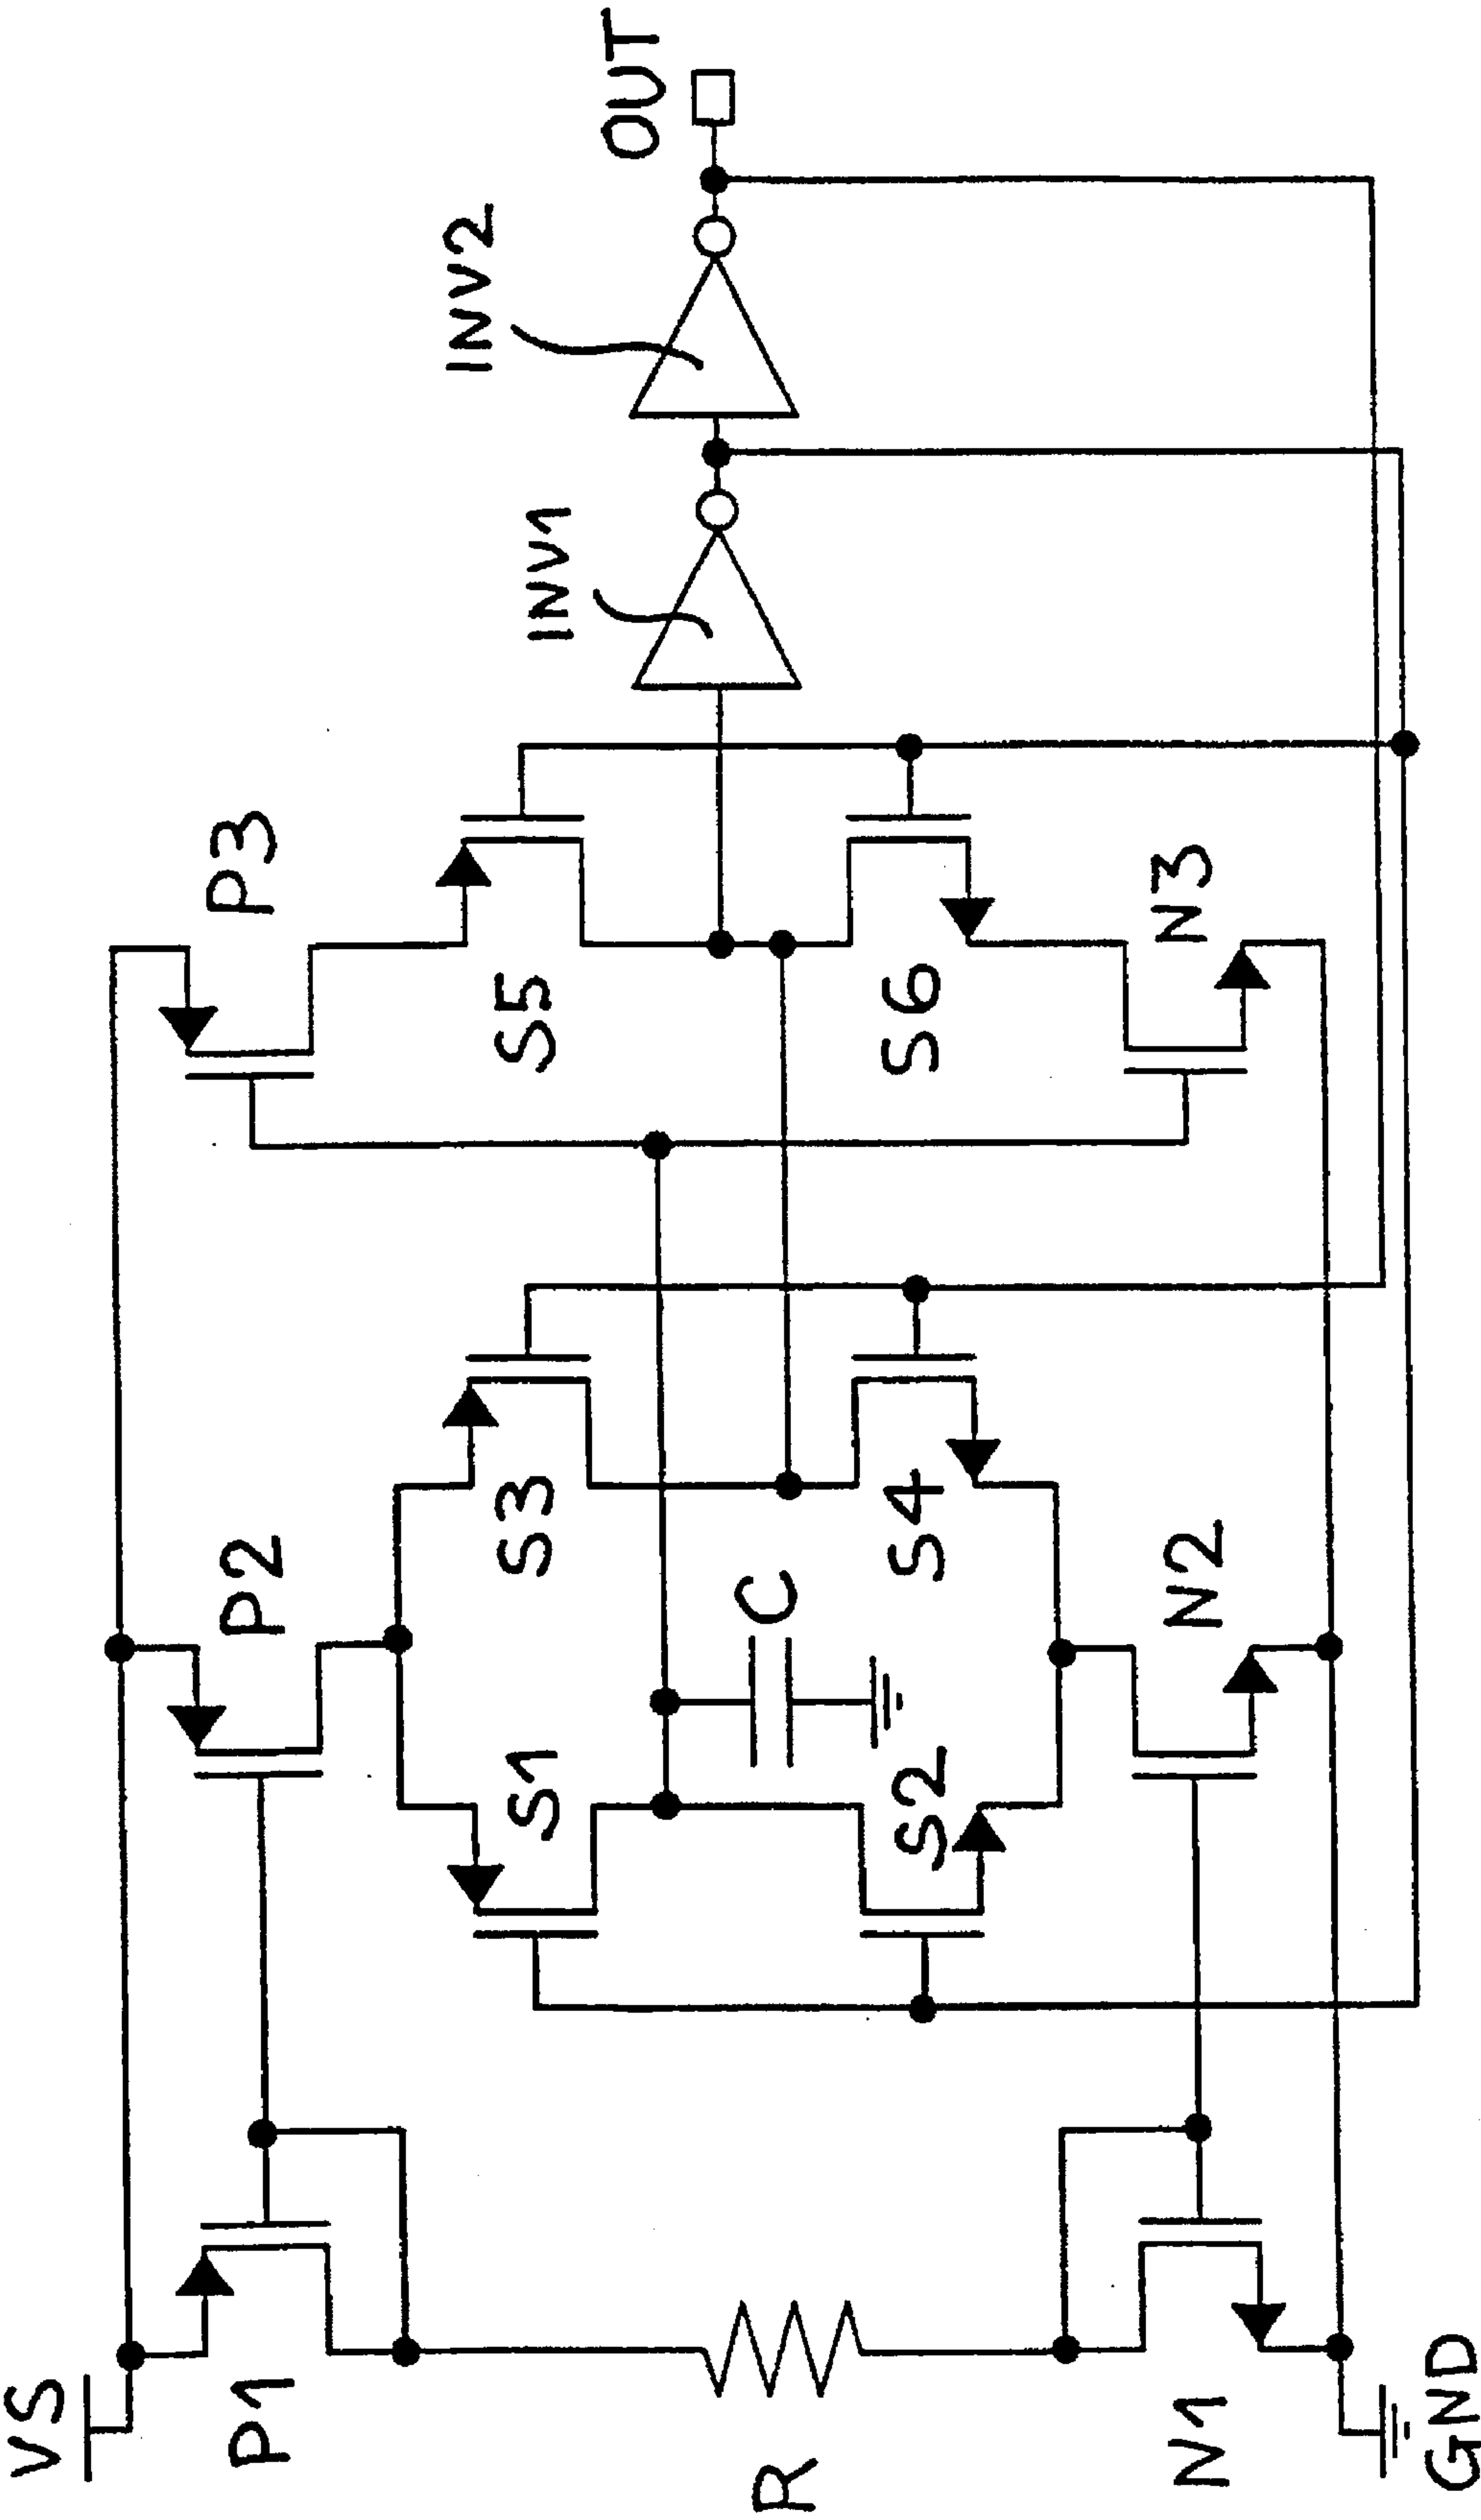 VS
P1
P2
P3
S1
S3
S5
INV1
INV2
OUT
R
C
S2
S4
S6
N1
N2
N3
GND